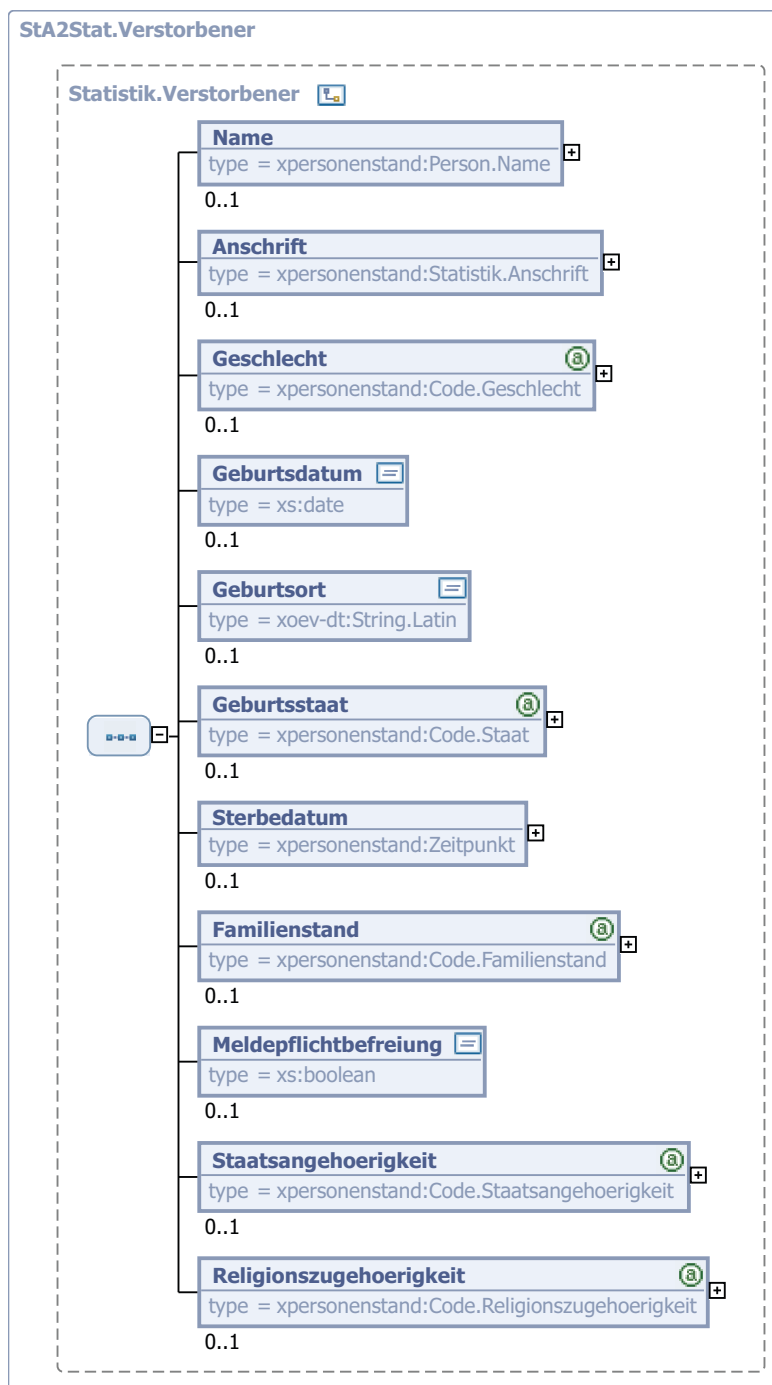 StA2Stat.Verstorbener
Statistik.Verstorbener
Name
type = xpersonenstand:Person.Name
0..1
Anschrift
type = xpersonenstand:Statistik.Anschrift
0..1
Geschlecht
type = xpersonenstand:Code.Geschlecht
0..1
Geburtsdatum
type = xs:date
0..1
Geburtsort
type = xoev-dt:String.Latin
0..1
Geburtsstaat
type = xpersonenstand:Code.Staat
0..1
Sterbedatum
type = xpersonenstand:Zeitpunkt
0..1
Familienstand
type = xpersonenstand:Code.Familienstand
0..1
Meldepflichtbefreiung
type = xs:boolean
0..1
Staatsangehoerigkeit
type = xpersonenstand:Code.Staatsangehoerigkeit
0..1
Religionszugehoerigkeit
type = xpersonenstand:Code.Religionszugehoerigkeit
0..1